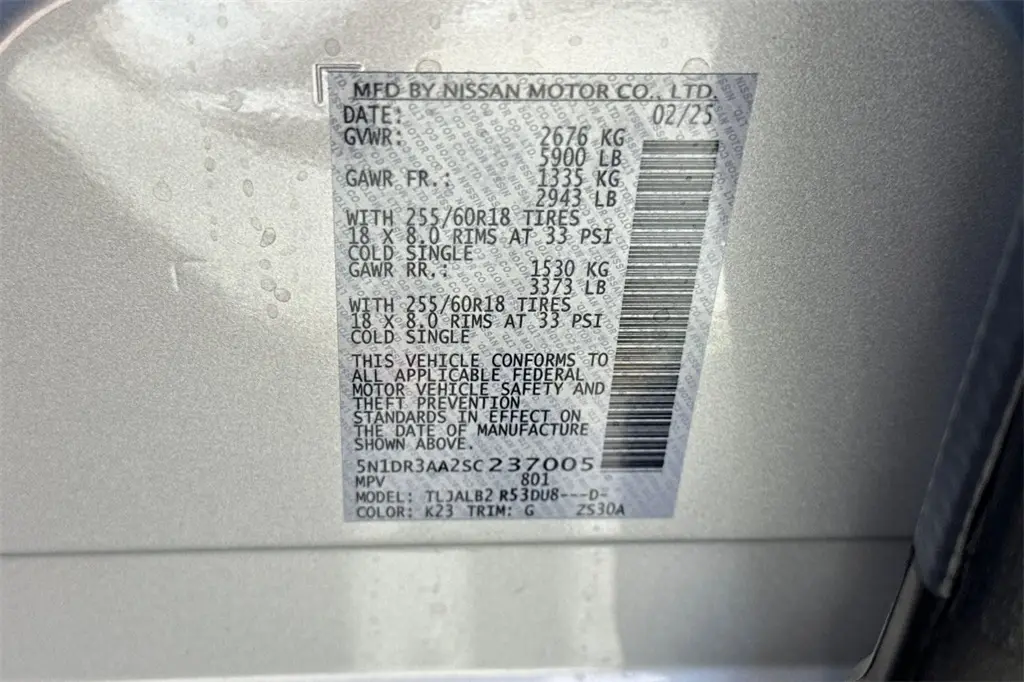 MFD BY NISSAN MOTOR CO., LTD.
DATE: 02/25
GVWR: 2676 KG
5900 LB
GAWR FR.: 1335 KG
2943 LB
WITH 255/60R18 TIRES
18 X 8.0 RIMS AT 33 PSI
COLD SINGLE
GAWR RR.: 1530 KG
3373 LB
WITH 255/60R18 TIRES
18 X 8.0 RIMS AT 33 PSI
COLD SINGLE
THIS VEHICLE CONFORMS TO
ALL APPLICABLE FEDERAL
MOTOR VEHICLE SAFETY AND
THEFT PREVENTION
STANDARDS IN EFFECT ON
THE DATE OF MANUFACTURE
SHOWN ABOVE.
5N1DR3AA2SC237005
MPV 801
MODEL: TLJALB2 R53DU8---D-
COLOR: K23 TRIM: G ZS30A